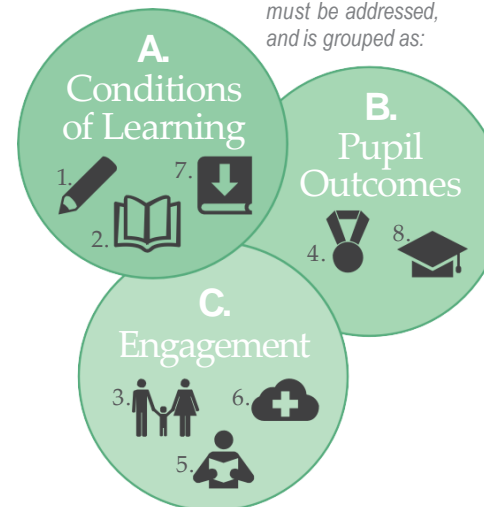 must be addressed,
and is grouped as:
A.
Conditions
of Learning
1.
7.
2.
B.
Pupil
Outcomes
4.
8.
C.
Engagement
3.
6.
5.